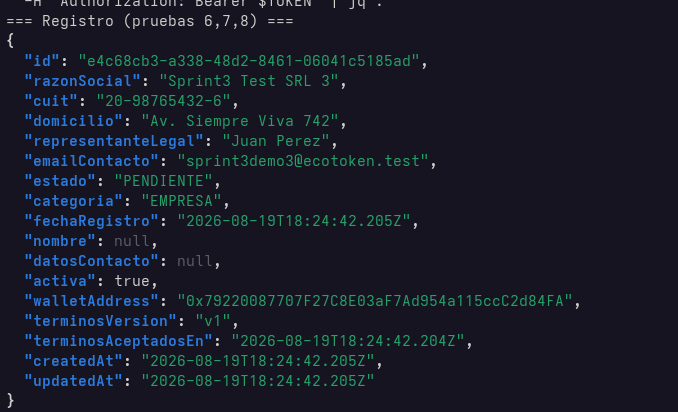 -H "Authorization: Bearer $TOKEN" | jq .
=== Registro (pruebas 6,7,8) ===
{
  "id": "e4c68cb3-a338-48d2-8461-06041c5185ad",
  "razonSocial": "Sprint3 Test SRL 3",
  "cuit": "20-98765432-6",
  "domicilio": "Av. Siempre Viva 742",
  "representanteLegal": "Juan Perez",
  "emailContacto": "sprint3demo3@ecotoken.test",
  "estado": "PENDIENTE",
  "categoria": "EMPRESA",
  "fechaRegistro": "2026-08-19T18:24:42.205Z",
  "nombre": null,
  "datosContacto": null,
  "activa": true,
  "walletAddress": "0x79220087707F27C8E03aF7Ad954a115ccC2d84FA",
  "terminosVersion": "v1",
  "terminosAceptadosEn": "2026-08-19T18:24:42.204Z",
  "createdAt": "2026-08-19T18:24:42.205Z",
  "updatedAt": "2026-08-19T18:24:42.205Z"
}